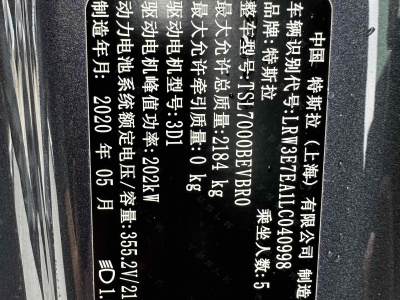 中国 特斯拉（上海）有限公司 制造
车辆识别代号:LRW3E7EA1LC040998
品牌:特斯拉 乘坐人数:5
整车型号:TSL7000BEVBR0
最大允许总质量:2184 kg
最大允许牵引质量:0 kg
驱动电机型号:3D1
驱动电机峰值功率:202kW
动力电池系统额定电压/容量:355.2V/21
制造年月: 2020 年 05 月
1.